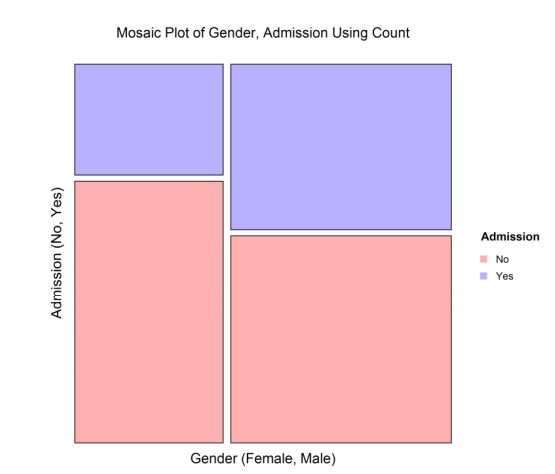 Mosaic Plot of Gender, Admission Using Count
Admission (No, Yes)
Gender (Female, Male)
Admission
No
Yes